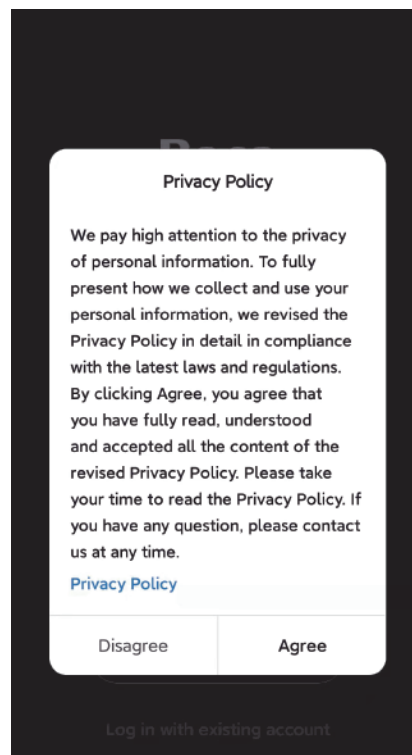 Privacy Policy
We pay high attention to the privacy
of personal information. To fully
present how we collect and use your
personal information, we revised the
Privacy Policy in detail in compliance
with the latest laws and regulations.
By clicking Agree, you agree that
you have fully read, understood
and accepted all the content of the
revised Privacy Policy. Please take
your time to read the Privacy Policy. If
you have any question, please contact
us at any time.
Privacy Policy
Disagree Agree
Log in with existing account